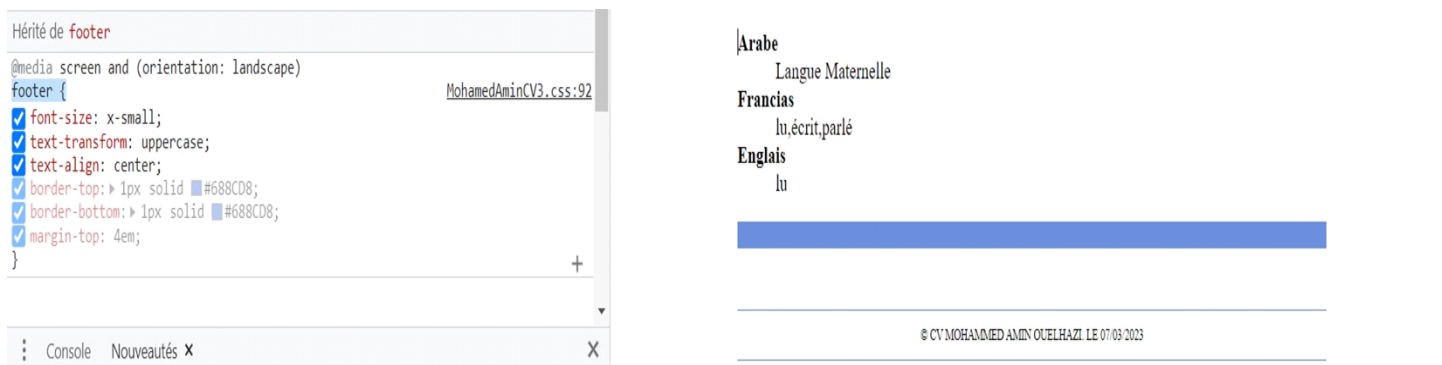 Hérité de footer
@media screen and (orientation: landscape)
footer {
MohamedAminCV3.css:92
font-size: x-small;
text-transform: uppercase;
text-align: center;
border-top: 1px solid #688CD8;
border-bottom: 1px solid #688CD8;
margin-top: 4em;
}
+
Console Nouveautés
Arabe
Langue Maternelle
Francias
lu,écrit,parlé
Englais
lu
© CV MOHAMMED AMIN OUELHAZI. LE 07/03/2023